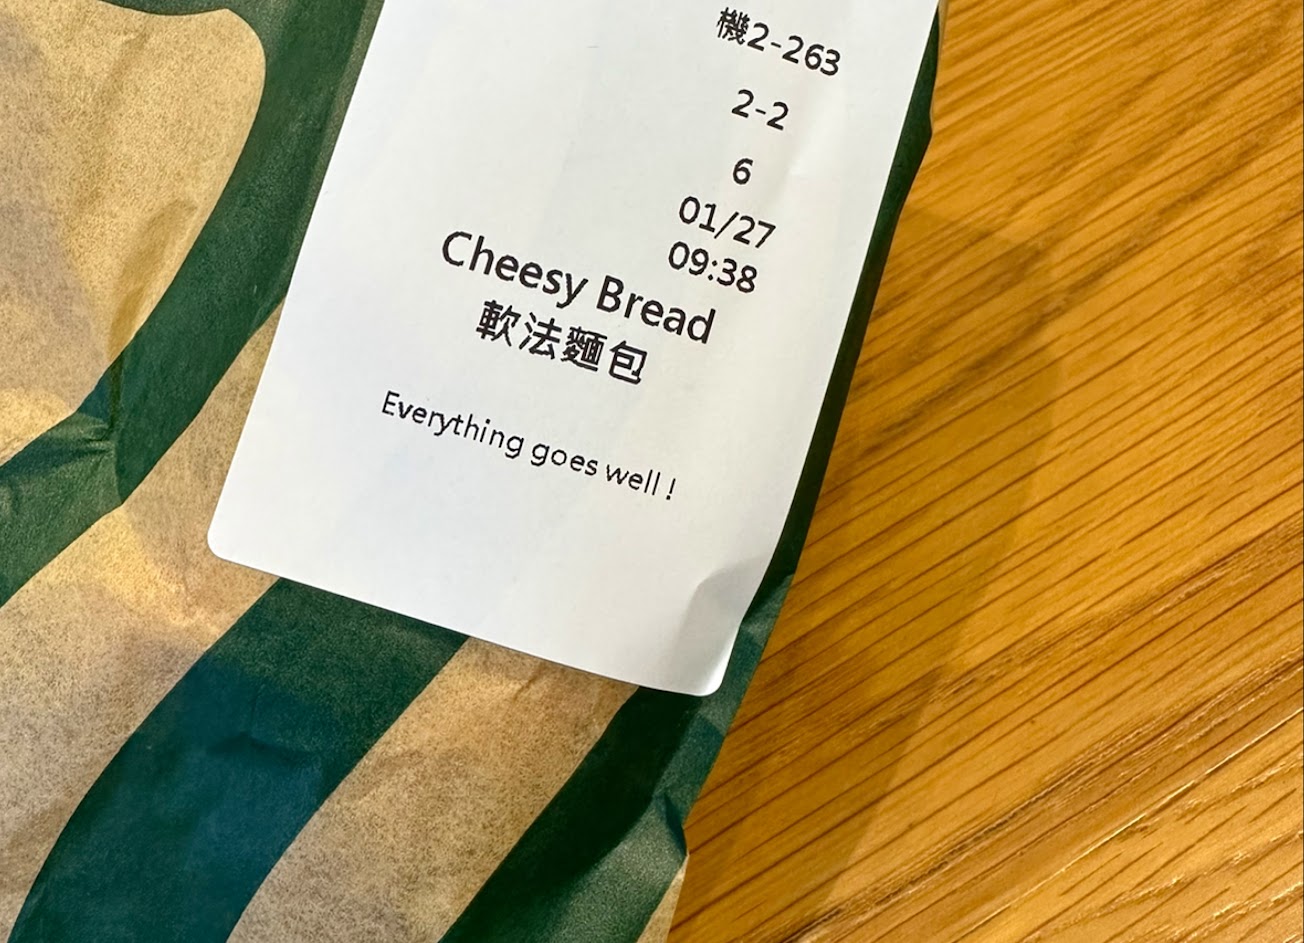 機2-263
2-2
6
01/27
09:38
Cheesy Bread
軟法麵包
Everything goes well !